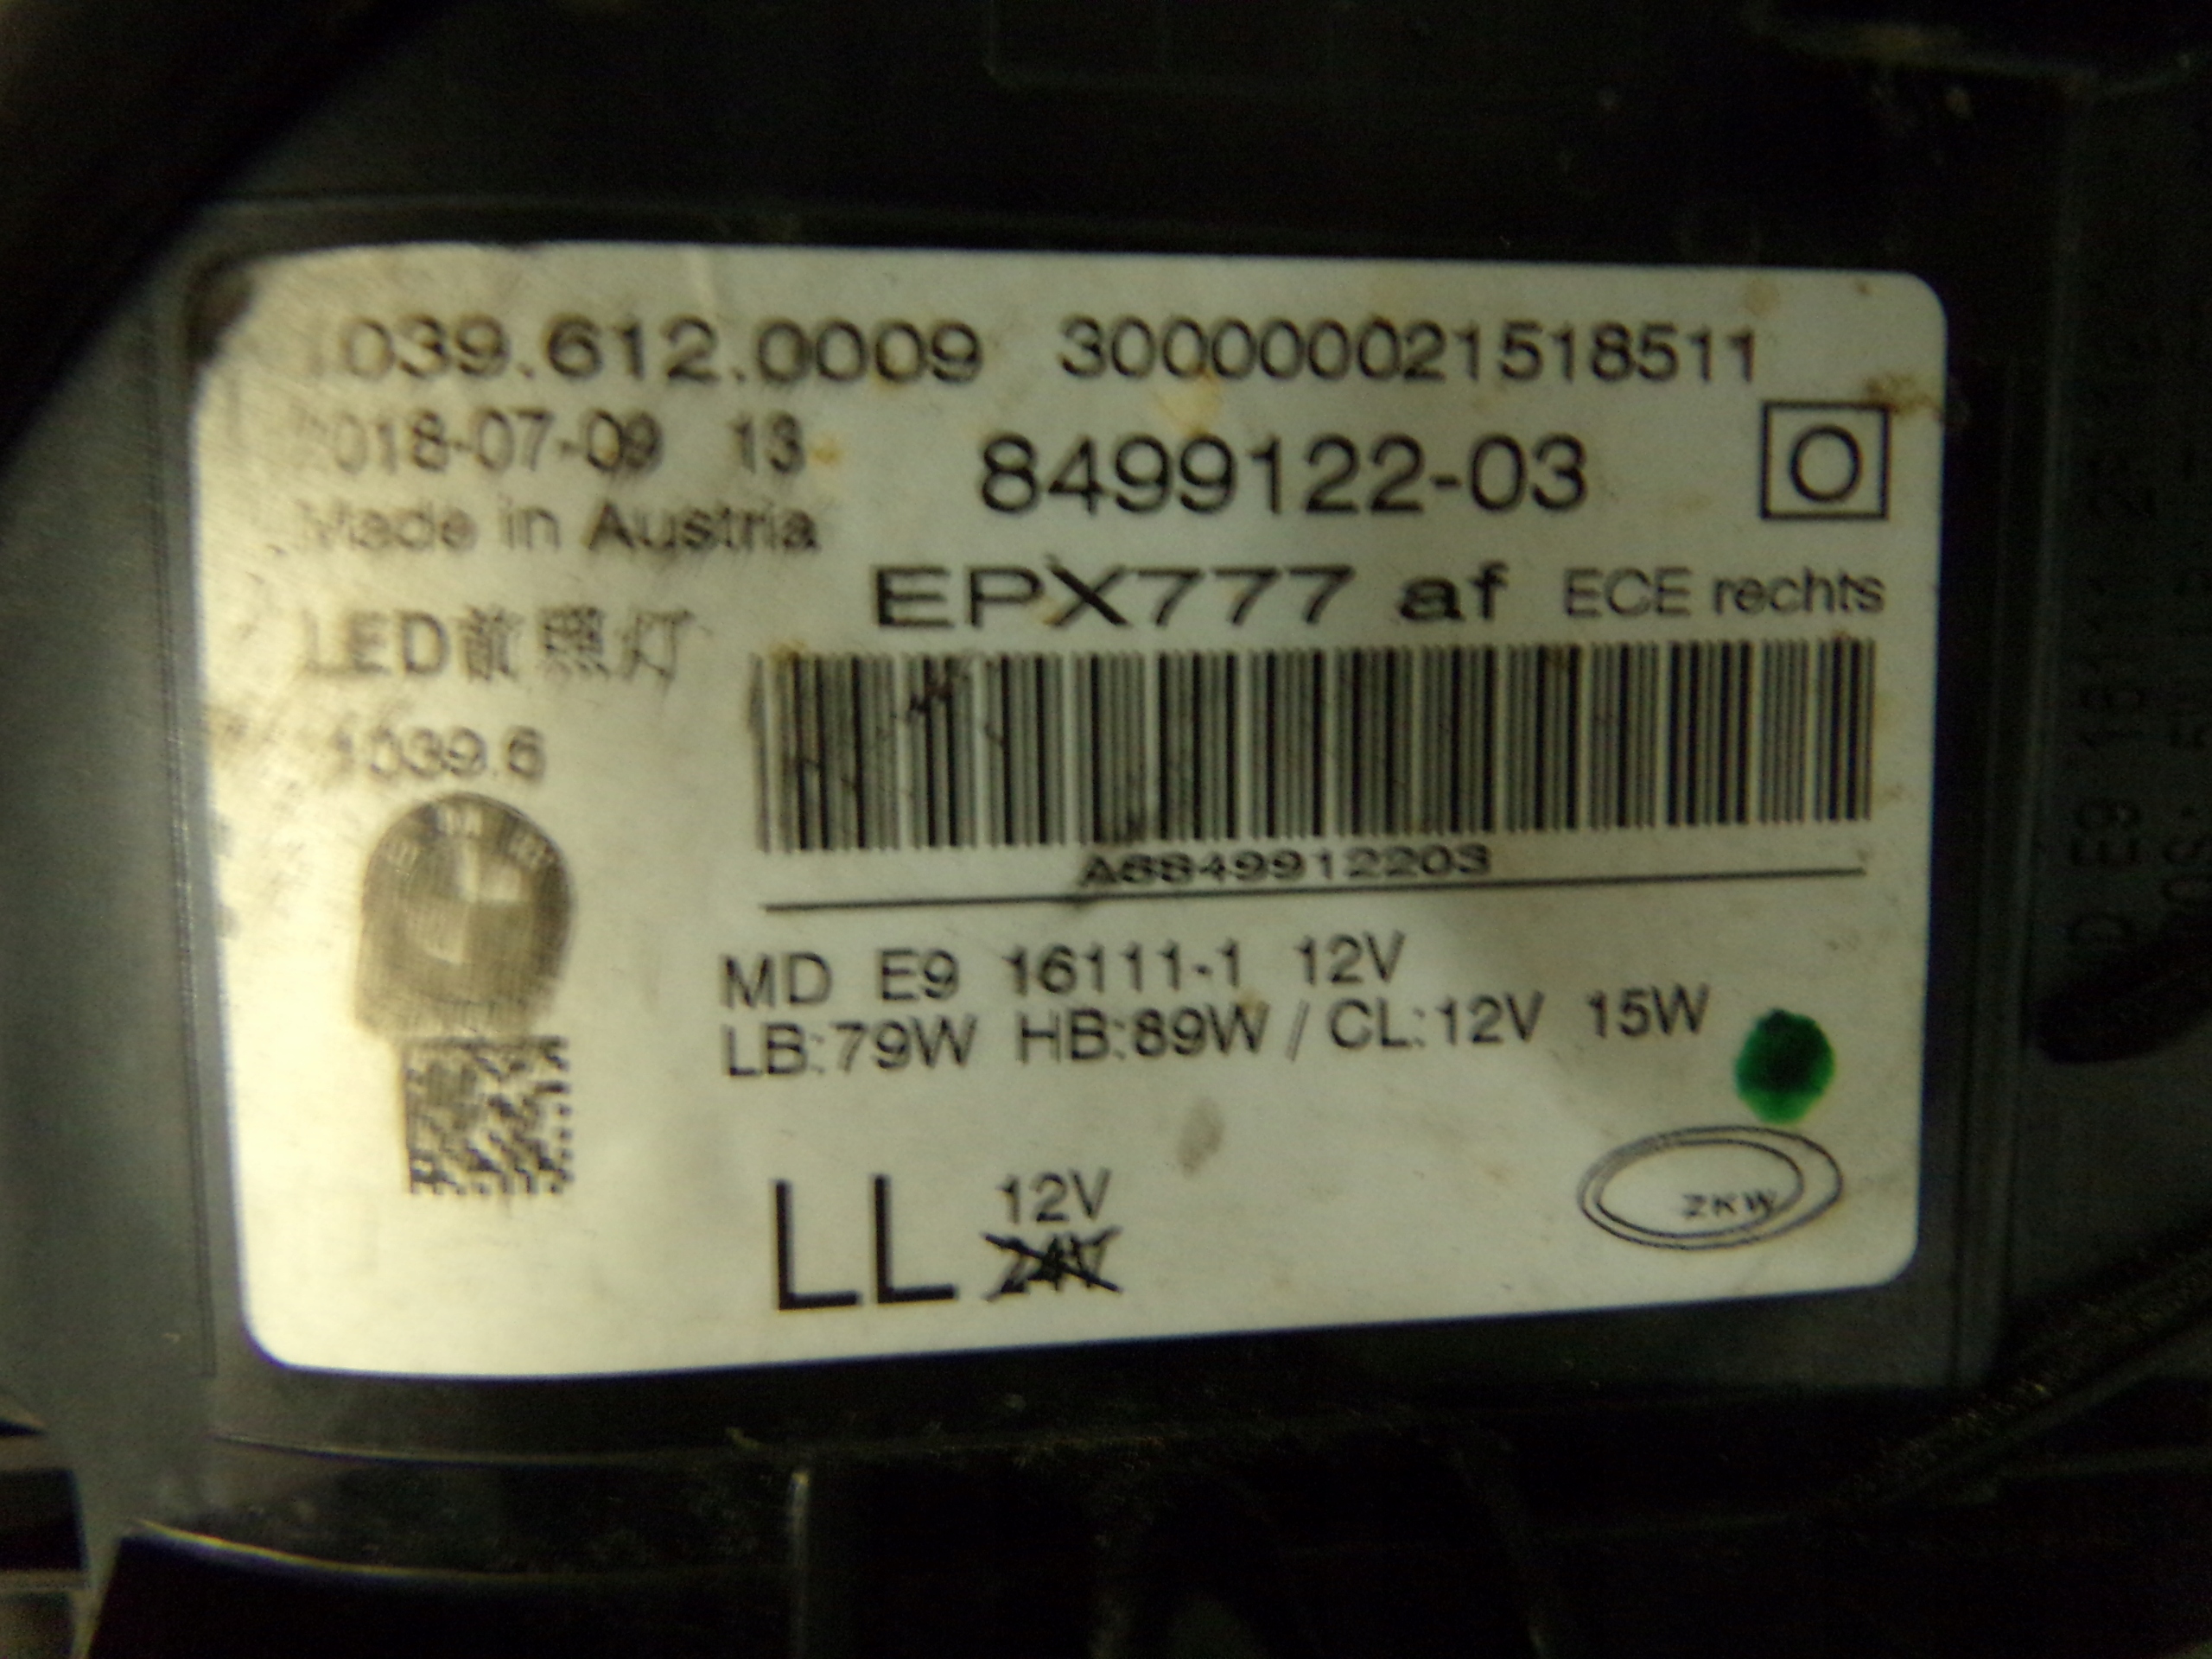 1039.612.0009 300000021518511
2018-07-09 13
8499122-03
O
Made in Austria
EPX777 af ECE rechts
LED前照灯
1039.6
A6849912203
MD E9 16111-1 12V
LB:79W HB:89W / CL:12V 15W
LL 12V
24V
ZKW